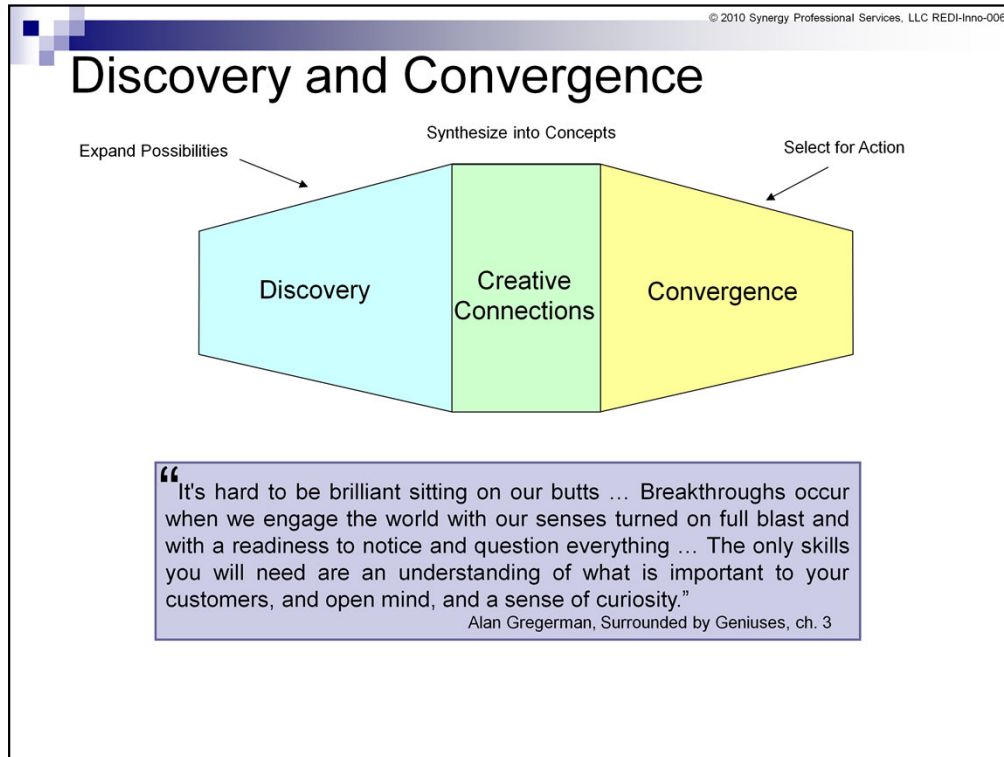 © 2010 Synergy Professional Services, LLC REDI-Inno-006
Discovery and Convergence
Synthesize into Concepts
Expand Possibilities
Select for Action
Discovery
Creative
Connections
Convergence
“It's hard to be brilliant sitting on our butts … Breakthroughs occur
when we engage the world with our senses turned on full blast and
with a readiness to notice and question everything … The only skills
you will need are an understanding of what is important to your
customers, and open mind, and a sense of curiosity.”
Alan Gregerman, Surrounded by Geniuses, ch. 3